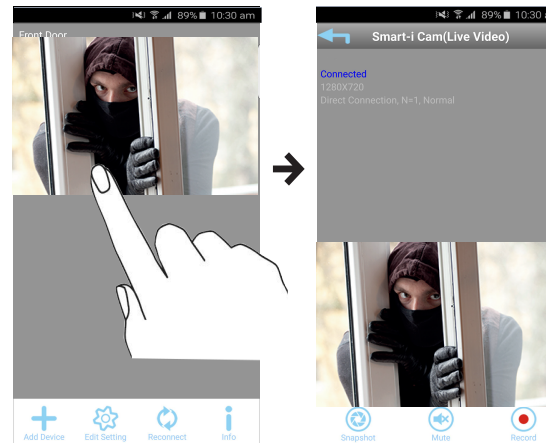 89% 10:30 am
Front Door
Add Device
Edit Setting
Reconnect
Info
89% 10:30 a
Smart-i Cam(Live Video)
Connected
1280X720
Direct Connection, N=1, Normal
Snapshot
Mute
Record